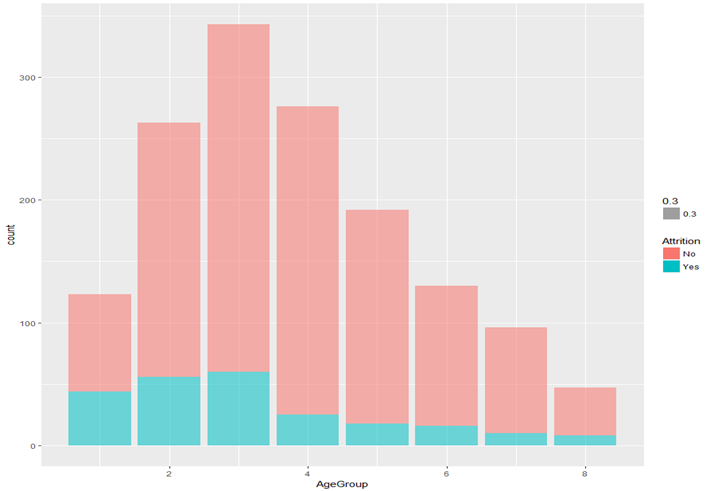 300
200
100
0
count
2
4
6
8
AgeGroup
0.3
0.3
Attrition
No
Yes